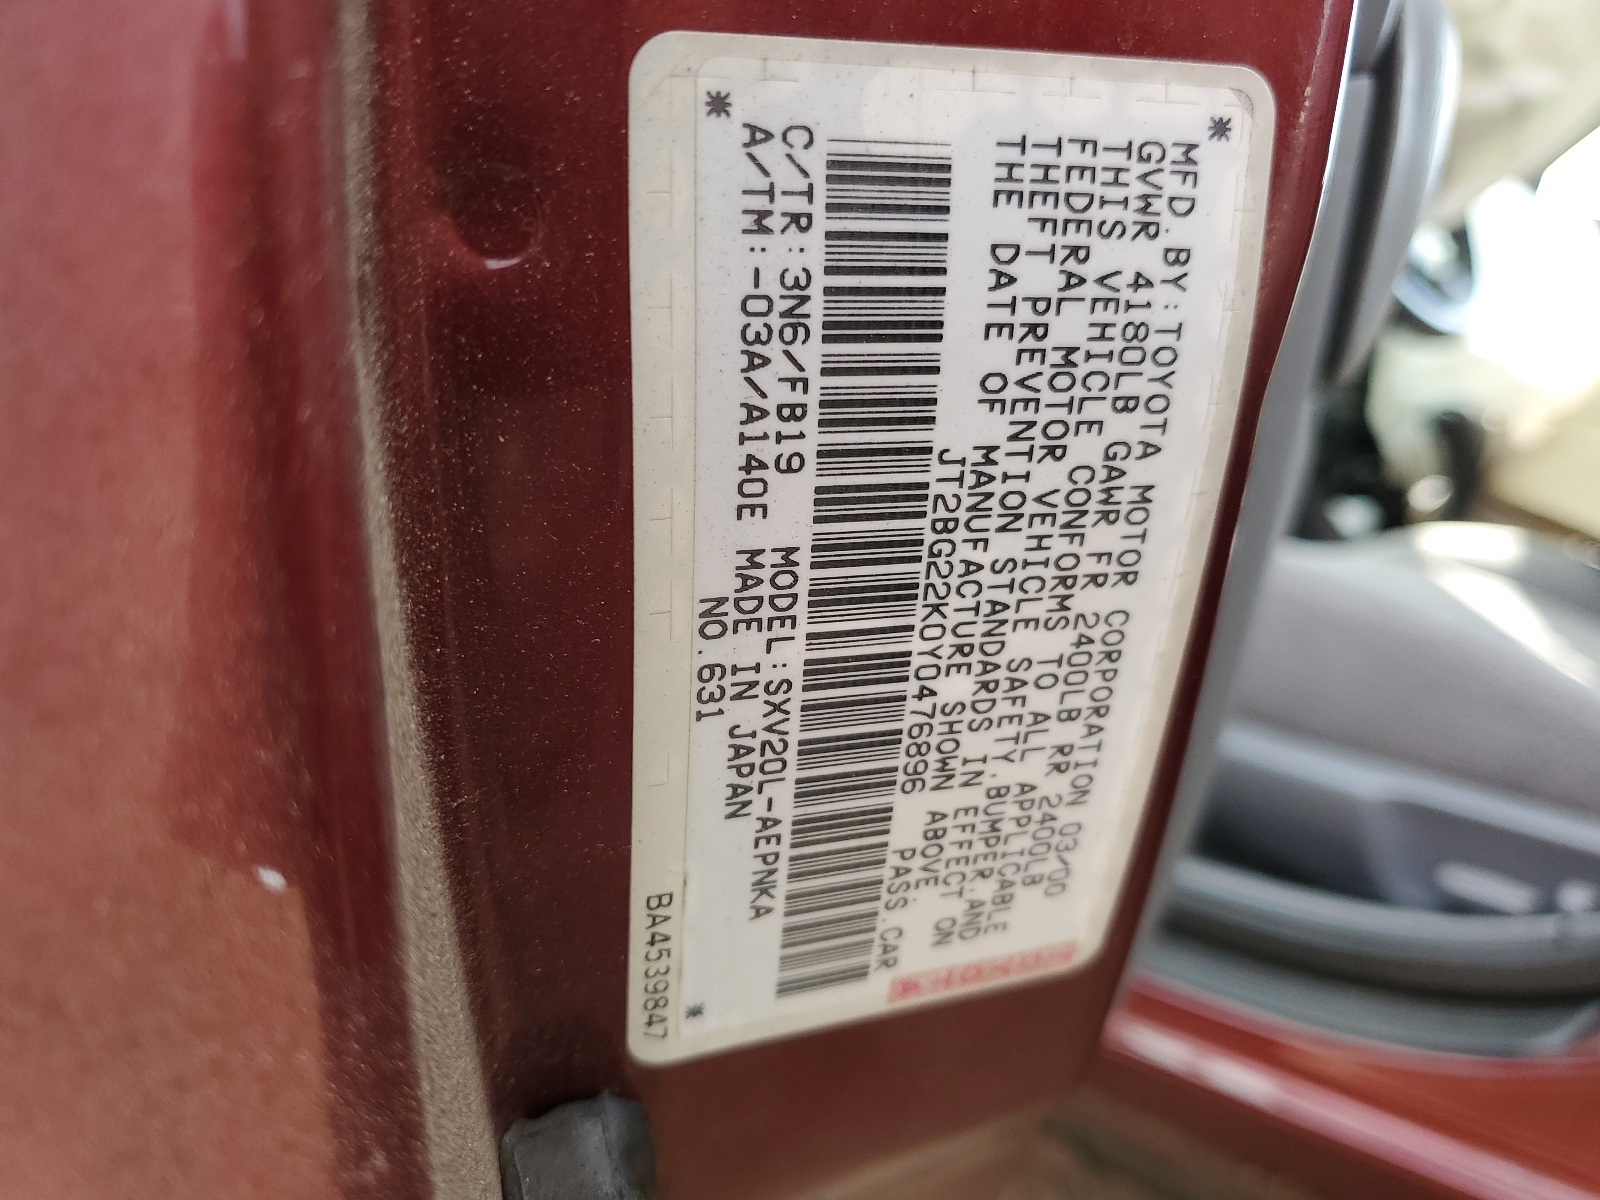 MFD.BY:TOYOTA MOTOR CORPORATION 03/00
GVWR 4180LB GAWR FR 2400LB RR 2400LB
THIS VEHICLE CONFORMS TO ALL APPLICABLE
FEDERAL MOTOR VEHICLE SAFETY,BUMPER,AND
THEFT PREVENTION STANDARDS IN EFFECT ON
THE DATE OF MANUFACTURE SHOWN ABOVE.
JT2BG22K0Y0476896 PASS.CAR
C/TR:3N6/FB19 MODEL:SXV20L-AEPNKA
A/TM:-03A/A140E MADE IN JAPAN
NO.631
BA4539847